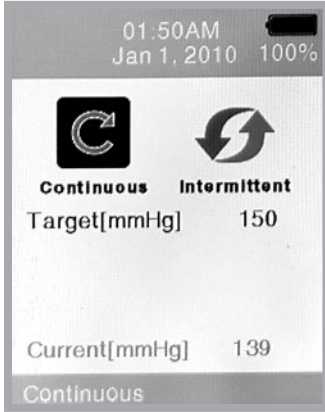 01:50AM
Jan 1, 2010 100%
Continuous Intermittent
Target[mmHg] 150
Current[mmHg] 139
Continuous